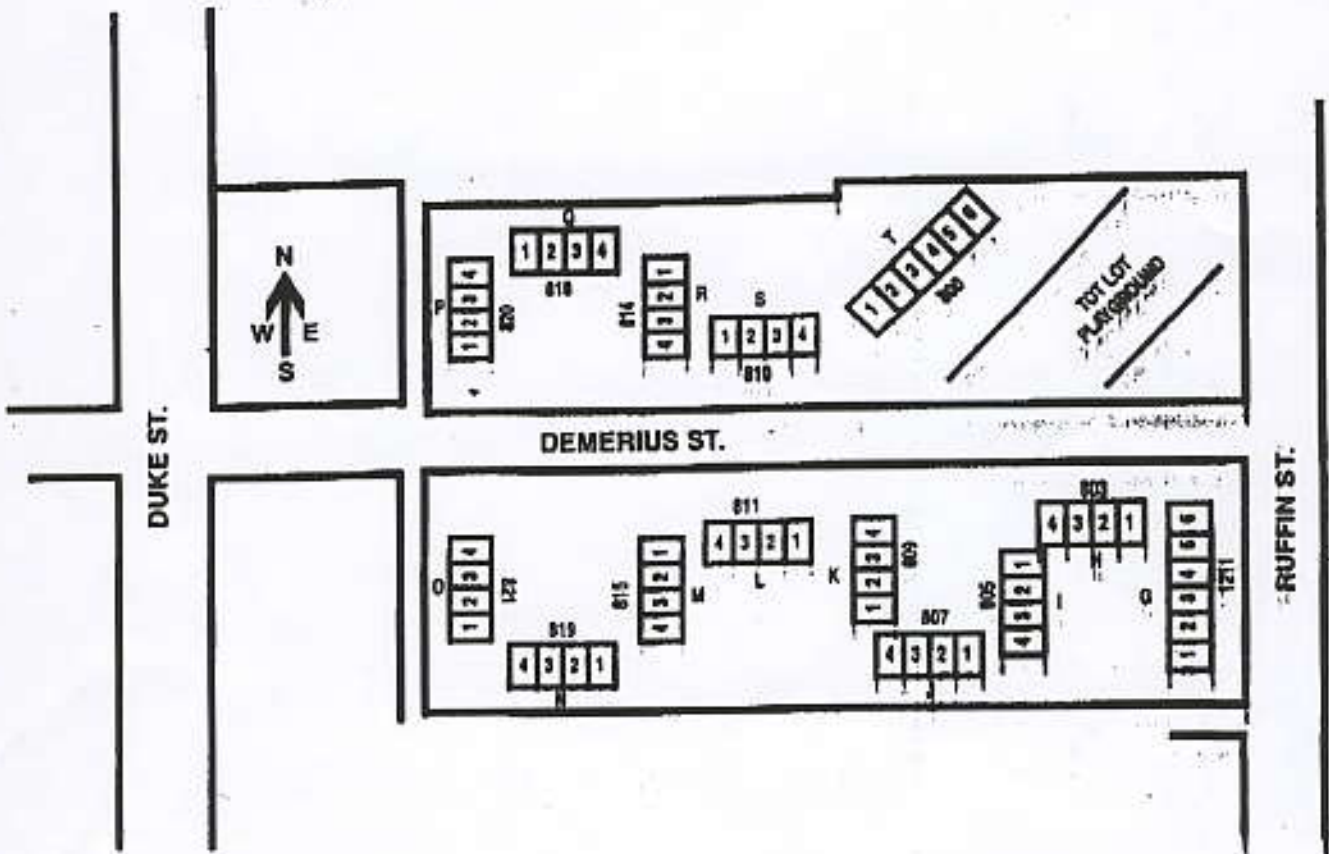 N
W E
S
DUKE ST.
DEMERIUS ST.
RUFFIN ST.
P
1 2 3 4
820
Q
1 2 3 4
818
814
1 2 3 4
R
S
1 2 3 4
810
T
1 2 3 4 5 6
800
TOT LOT
PLAYGROUND
O
1 2 3 4
821
819
4 3 2 1
N
815
1 2 3 4
M
811
4 3 2 1
L
K
1 2 3 4
809
807
4 3 2 1
J
805
1 2 3 4
I
803
4 3 2 1
H
G
1 2 3 4 5 6
1211